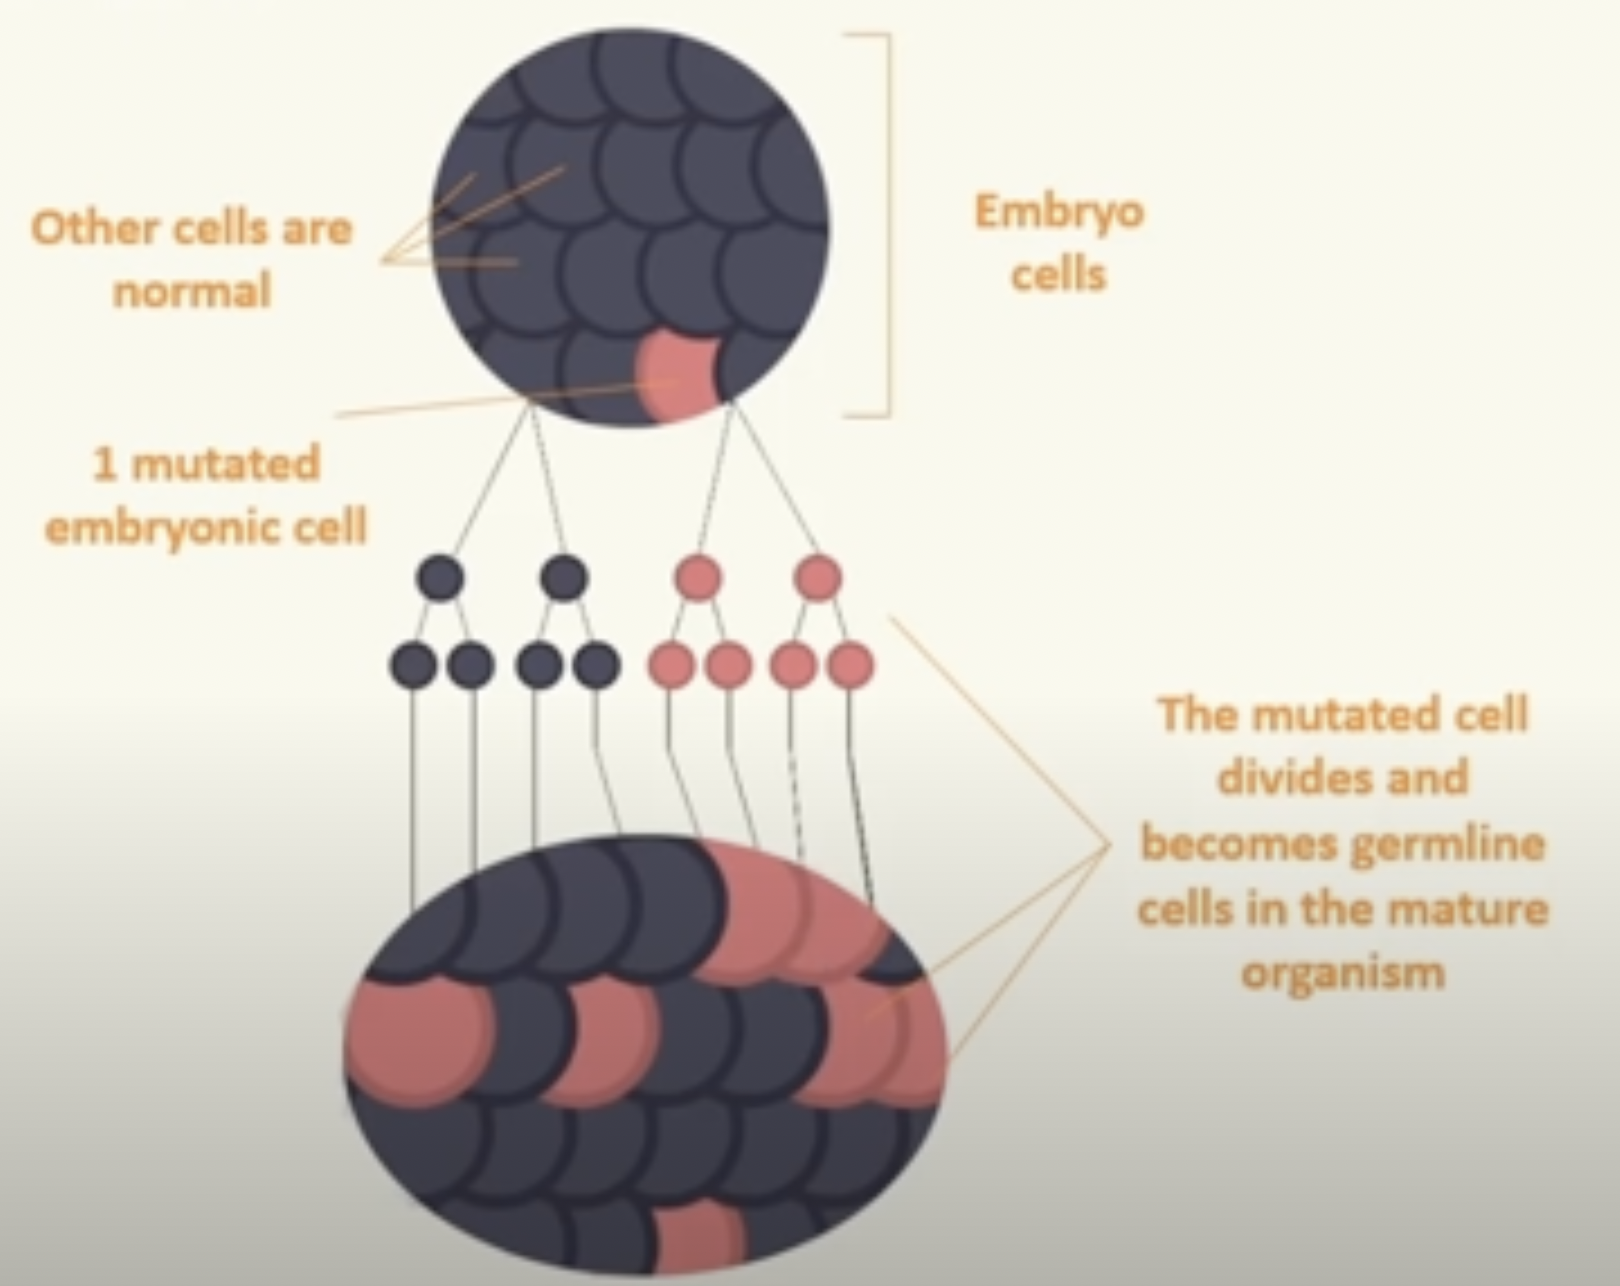 Other cells are
normal
Embryo
cells
1 mutated
embryonic cell
The mutated cell
divides and
becomes germline
cells in the mature
organism